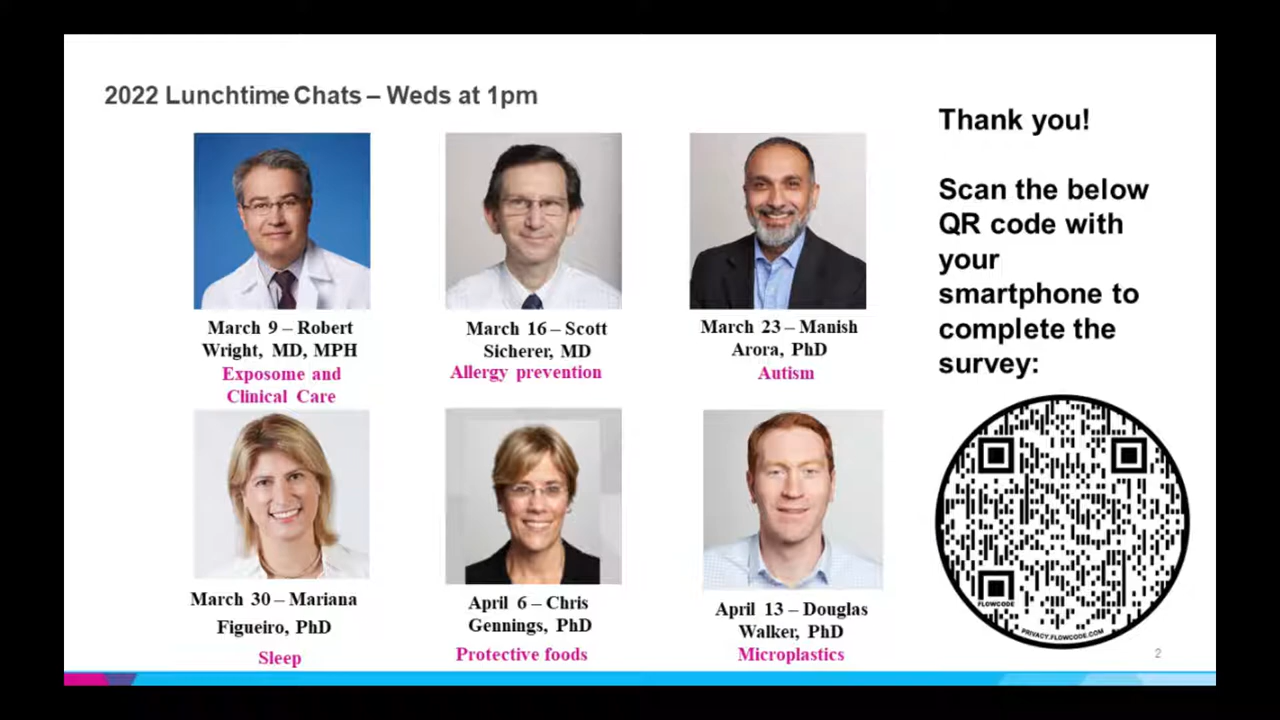 2022 Lunchtime Chats – Weds at 1pm
March 9 – Robert
Wright, MD, MPH
Exposome and
Clinical Care
March 16 – Scott
Sicherer, MD
Allergy prevention
March 23 – Manish
Arora, PhD
Autism
March 30 – Mariana
Figueiro, PhD
Sleep
April 6 – Chris
Gennings, PhD
Protective foods
April 13 – Douglas
Walker, PhD
Microplastics
Thank you!
Scan the below
QR code with
your
smartphone to
complete the
survey:
FLOWCODE
PRIVACY.FLOWCODE.COM
2